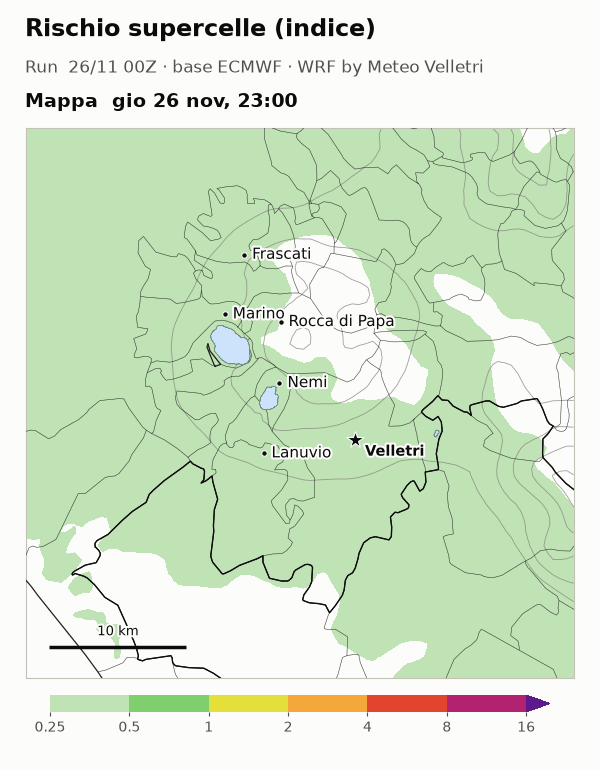 Rischio supercelle (indice)
Run  26/11 00Z · base ECMWF · WRF by Meteo Velletri
Mappa  gio 26 nov, 23:00
Frascati
Marino
Rocca di Papa
Nemi
Velletri
Lanuvio
10 km
0.25 0.5 1 2 4 8 16